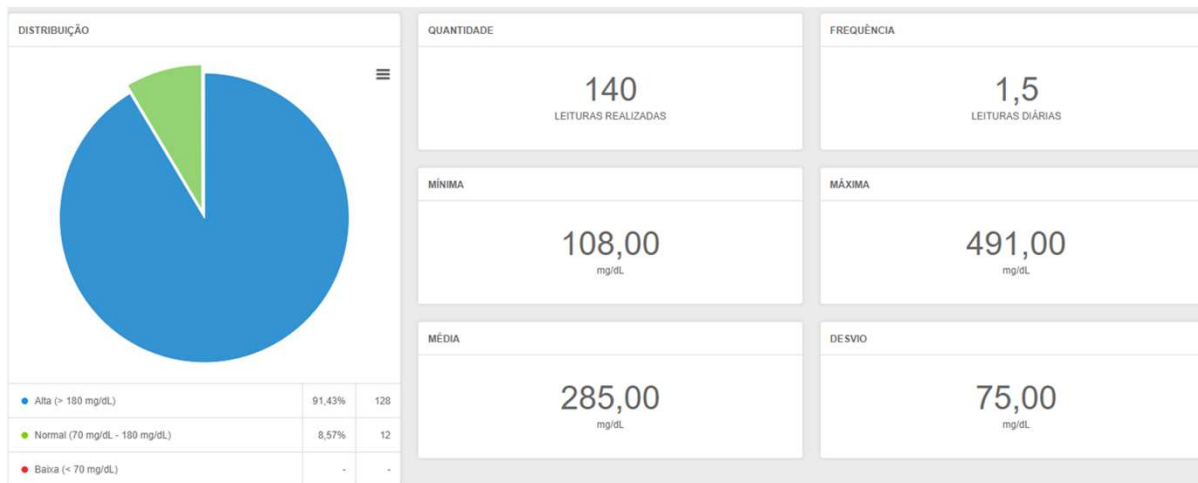 DISTRIBUIÇÃO
Alta (> 180 mg/dL) 91,43% 128
Normal (70 mg/dL - 180 mg/dL) 8,57% 12
Baixa (< 70 mg/dL) - -
QUANTIDADE
140
LEITURAS REALIZADAS
FREQUÊNCIA
1,5
LEITURAS DIÁRIAS
MÍNIMA
108,00
mg/dL
MÁXIMA
491,00
mg/dL
MÉDIA
285,00
mg/dL
DESVIO
75,00
mg/dL